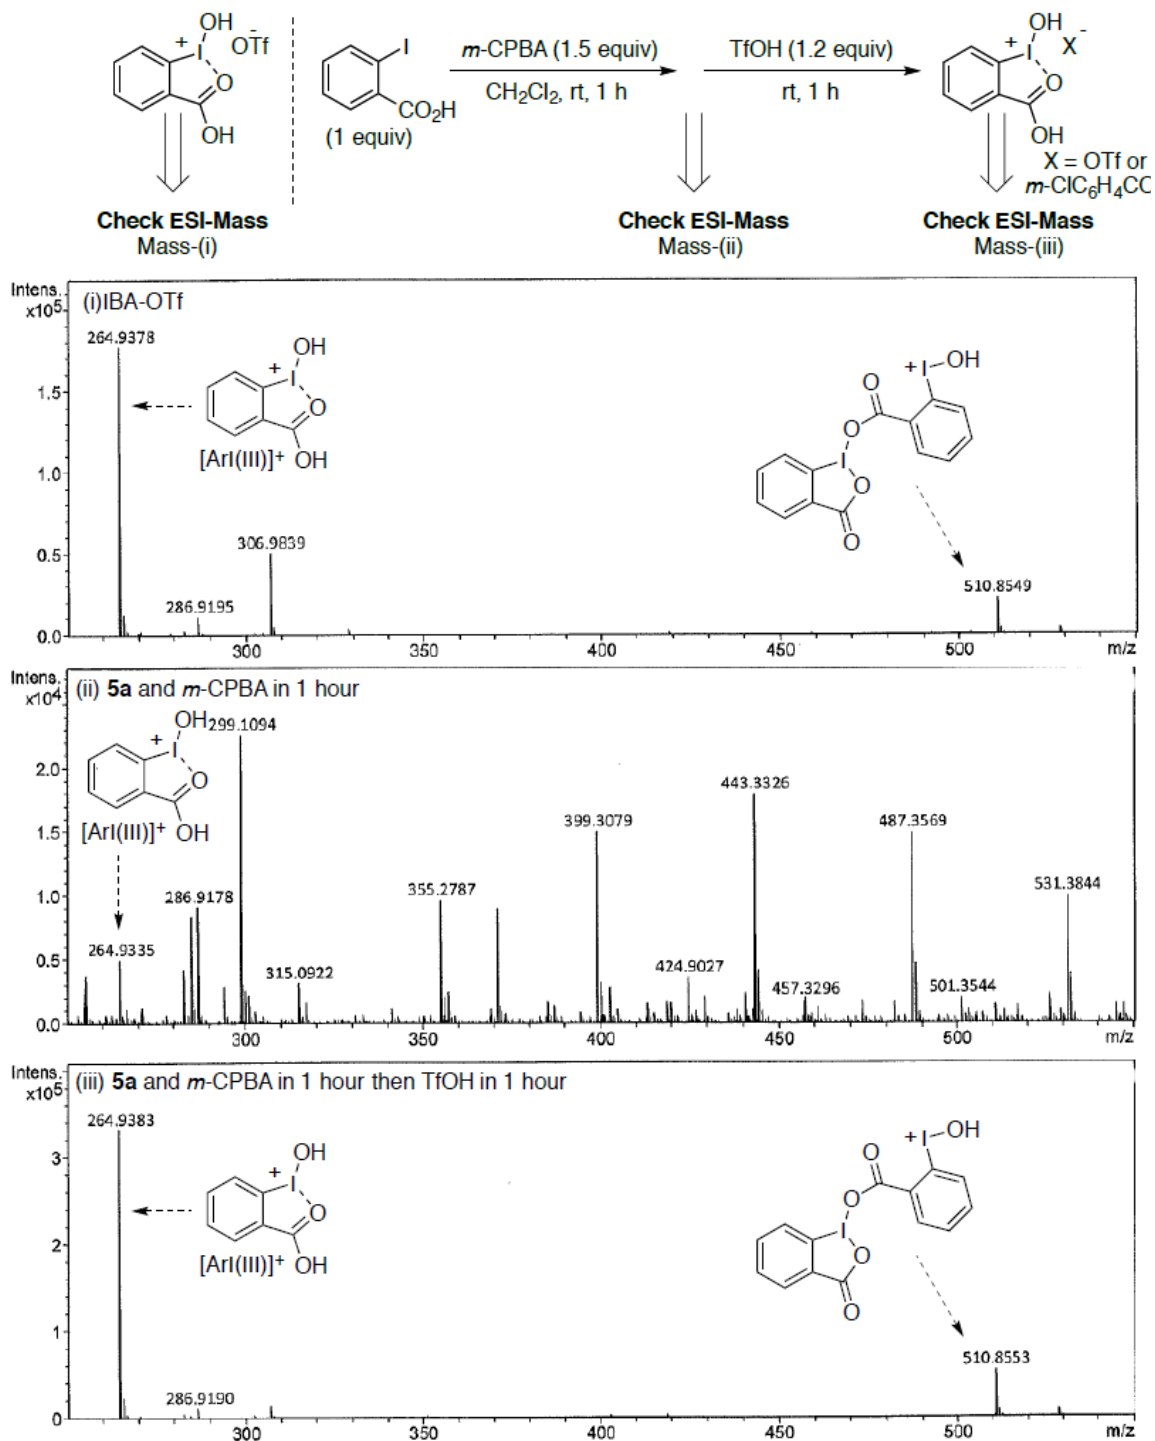 OH
+
I
-
OTf
O
OH
Check ESI-Mass
Mass-(i)
I
CO2H
(1 equiv)
m-CPBA (1.5 equiv)
CH2Cl2, rt, 1 h
Check ESI-Mass
Mass-(ii)
TfOH (1.2 equiv)
rt, 1 h
OH
+
I
X-
O
OH
X = OTf or
m-ClC6H4CO
Check ESI-Mass
Mass-(iii)
Intens.
x10^5
(i)IBA-OTf
264.9378
OH
+
I
O
OH
[ArI(III)]+
306.9839
286.9195
+I-OH
O
O
I
O
O
510.8549
1.5
1.0
0.5
0.0
300
350
400
450
500
m/z
Intens.
x10^4
(ii) 5a and m-CPBA in 1 hour
OH
+
I
O
OH
[ArI(III)]+
299.1094
286.9178
264.9335
315.0922
355.2787
399.3079
424.9027
443.3326
457.3296
487.3569
501.3544
531.3844
2.0
1.5
1.0
0.5
0.0
300
350
400
450
500
m/z
Intens.
x10^5
(iii) 5a and m-CPBA in 1 hour then TfOH in 1 hour
264.9383
OH
+
I
O
OH
[ArI(III)]+
286.9190
+I-OH
O
O
I
O
O
510.8553
3
2
1
0
300
350
400
450
500
m/z